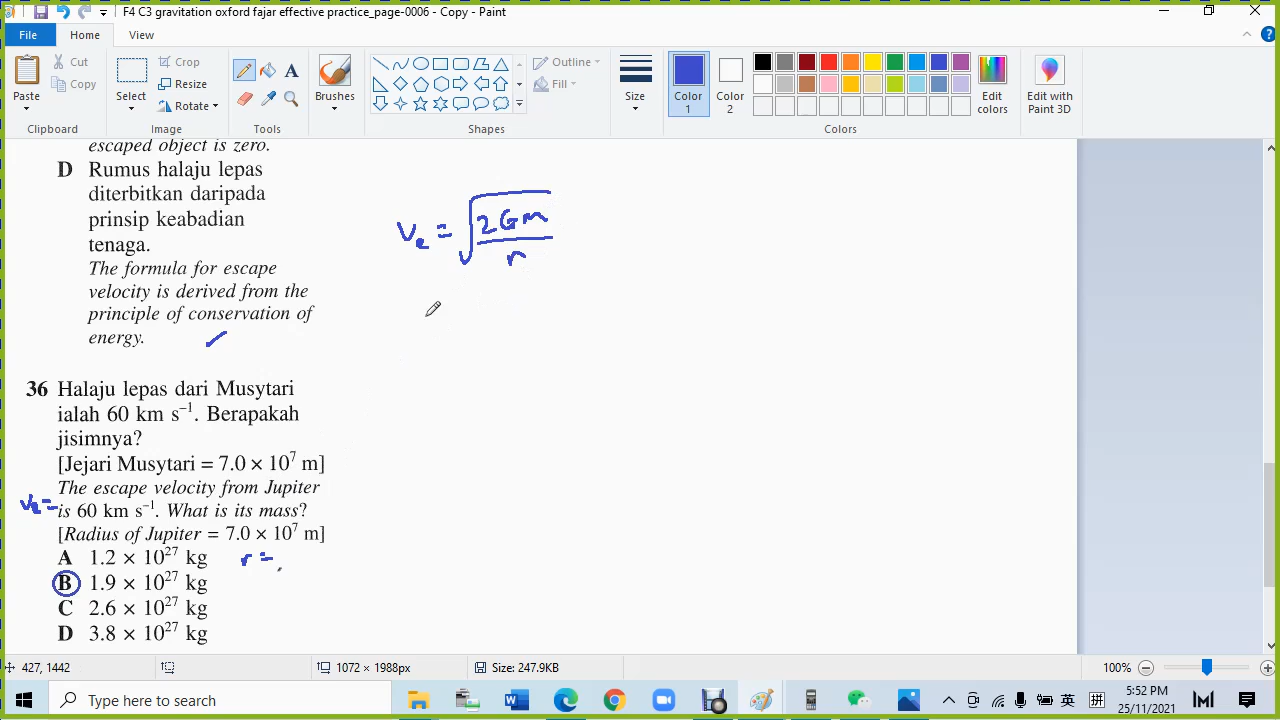 F4 C3 gravitation oxford fajar effective practice_page-0006 - Copy - Paint
File Home View
Cut
Copy
Paste
Clipboard
Select
Crop
Resize
Rotate
Image
A
Tools
Brushes
Outline
Fill
Shapes
Size
Color 1
Color 2
Edit colors
Edit with Paint 3D
Colors
escaped object is zero.
D Rumus halaju lepas
diterbitkan daripada
prinsip keabadian
tenaga.
The formula for escape
velocity is derived from the
principle of conservation of
energy.
Ve = √(2Gm/r)
36 Halaju lepas dari Musytari
ialah 60 km s⁻¹. Berapakah
jisimnya?
[Jejari Musytari = 7.0 × 10⁷ m]
The escape velocity from Jupiter
Ve= is 60 km s⁻¹. What is its mass?
[Radius of Jupiter = 7.0 × 10⁷ m]
A 1.2 × 10²⁷ kg r =
B 1.9 × 10²⁷ kg
C 2.6 × 10²⁷ kg
D 3.8 × 10²⁷ kg
427, 1442 1072 × 1988px Size: 247.9KB 100%
Type here to search
英 拼
5:52 PM
25/11/2021